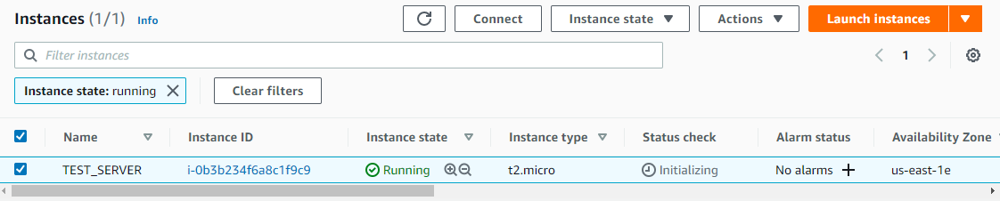 Instances (1/1) Info Connect Instance state Actions Launch instances
Filter instances 1
Instance state: running Clear filters
Name Instance ID Instance state Instance type Status check Alarm status Availability Zone
TEST_SERVER i-0b3b234f6a8c1f9c9 Running t2.micro Initializing No alarms us-east-1e